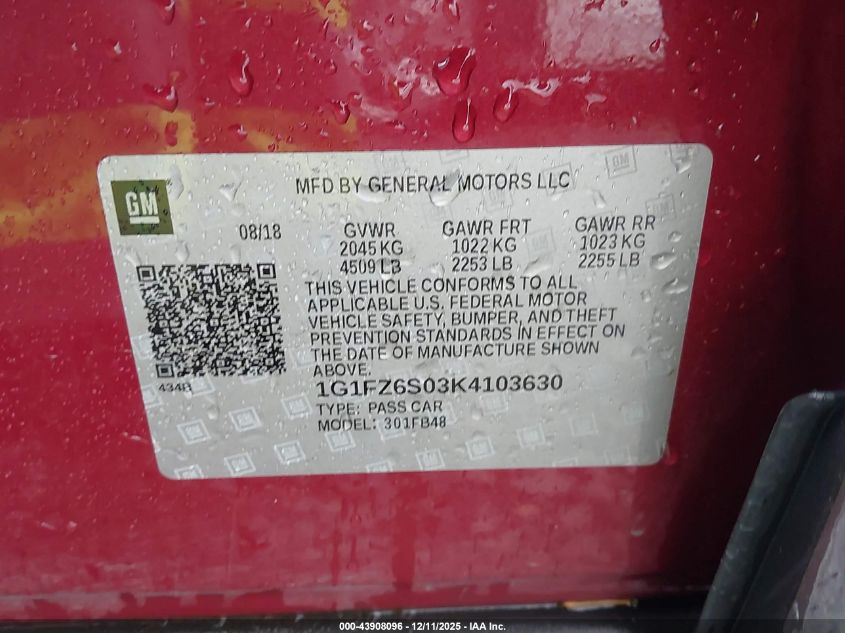 MFD BY GENERAL MOTORS LLC
GM
08/18
GVWR
2045 KG
4509 LB
GAWR FRT
1022 KG
2253 LB
GAWR RR
1023 KG
2255 LB
THIS VEHICLE CONFORMS TO ALL
APPLICABLE U.S. FEDERAL MOTOR
VEHICLE SAFETY, BUMPER, AND THEFT
PREVENTION STANDARDS IN EFFECT ON
THE DATE OF MANUFACTURE SHOWN
ABOVE.
434B
1G1FZ6S03K4103630
TYPE: PASS CAR
MODEL: 301FB48
000-43908096 - 12/11/2025 - IAA Inc.